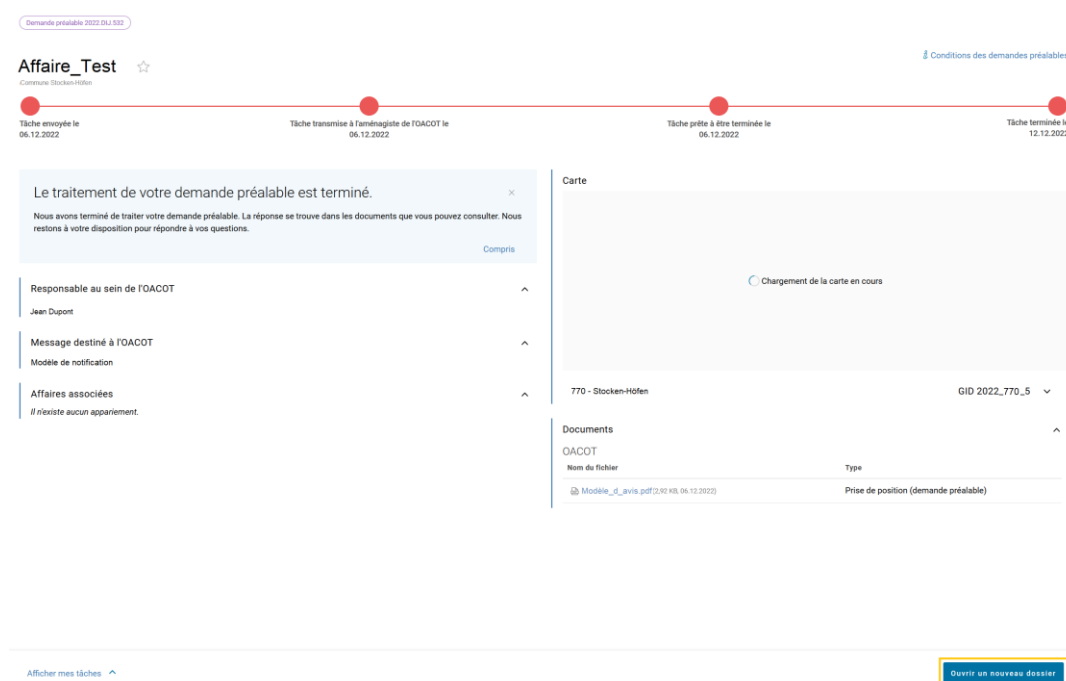 Demande préalable 2022.DIJ.532
Conditions des demandes préalables
Affaire_Test
Commune Stocken-Höfen
Tâche envoyée le
06.12.2022
Tâche transmise à l'aménagiste de l'OACOT le
06.12.2022
Tâche prête à être terminée le
06.12.2022
Tâche terminée le
12.12.2022
Le traitement de votre demande préalable est terminé.
Nous avons terminé de traiter votre demande préalable. La réponse se trouve dans les documents que vous pouvez consulter. Nous
restons à votre disposition pour répondre à vos questions.
Compris
Responsable au sein de l'OACOT
Jean Dupont
Message destiné à l'OACOT
Modèle de notification
Affaires associées
Il n'existe aucun appariement.
Carte
Chargement de la carte en cours
770 - Stocken-Höfen GID 2022_770_5
Documents
OACOT
Nom du fichier Type
Modèle_d_avis.pdf (2,92 KB, 06.12.2022) Prise de position (demande préalable)
Afficher mes tâches
Ouvrir un nouveau dossier